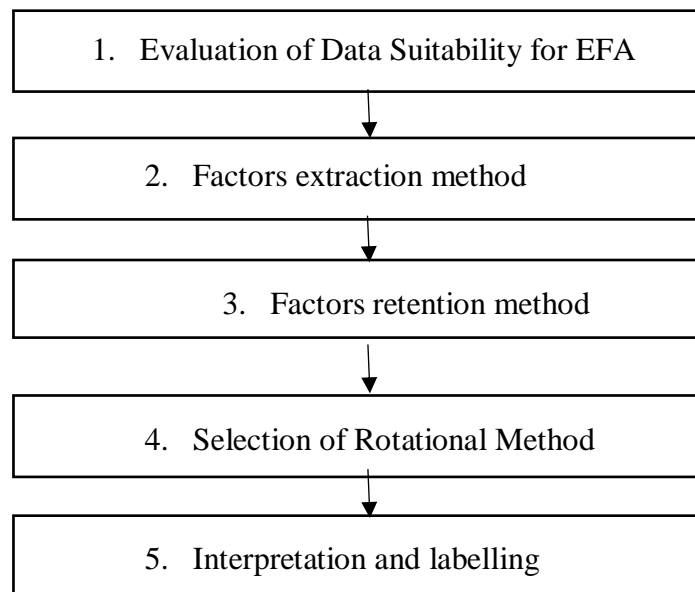 1. Evaluation of Data Suitability for EFA
2. Factors extraction method
3. Factors retention method
4. Selection of Rotational Method
5. Interpretation and labelling